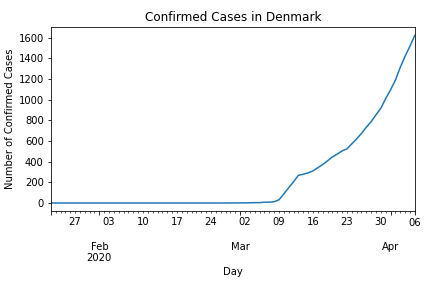 Confirmed Cases in Denmark
Number of Confirmed Cases
1600
1400
1200
1000
800
600
400
200
0
27 03 10 17 24 02 09 16 23 30 06
Feb Mar Apr
2020
Day